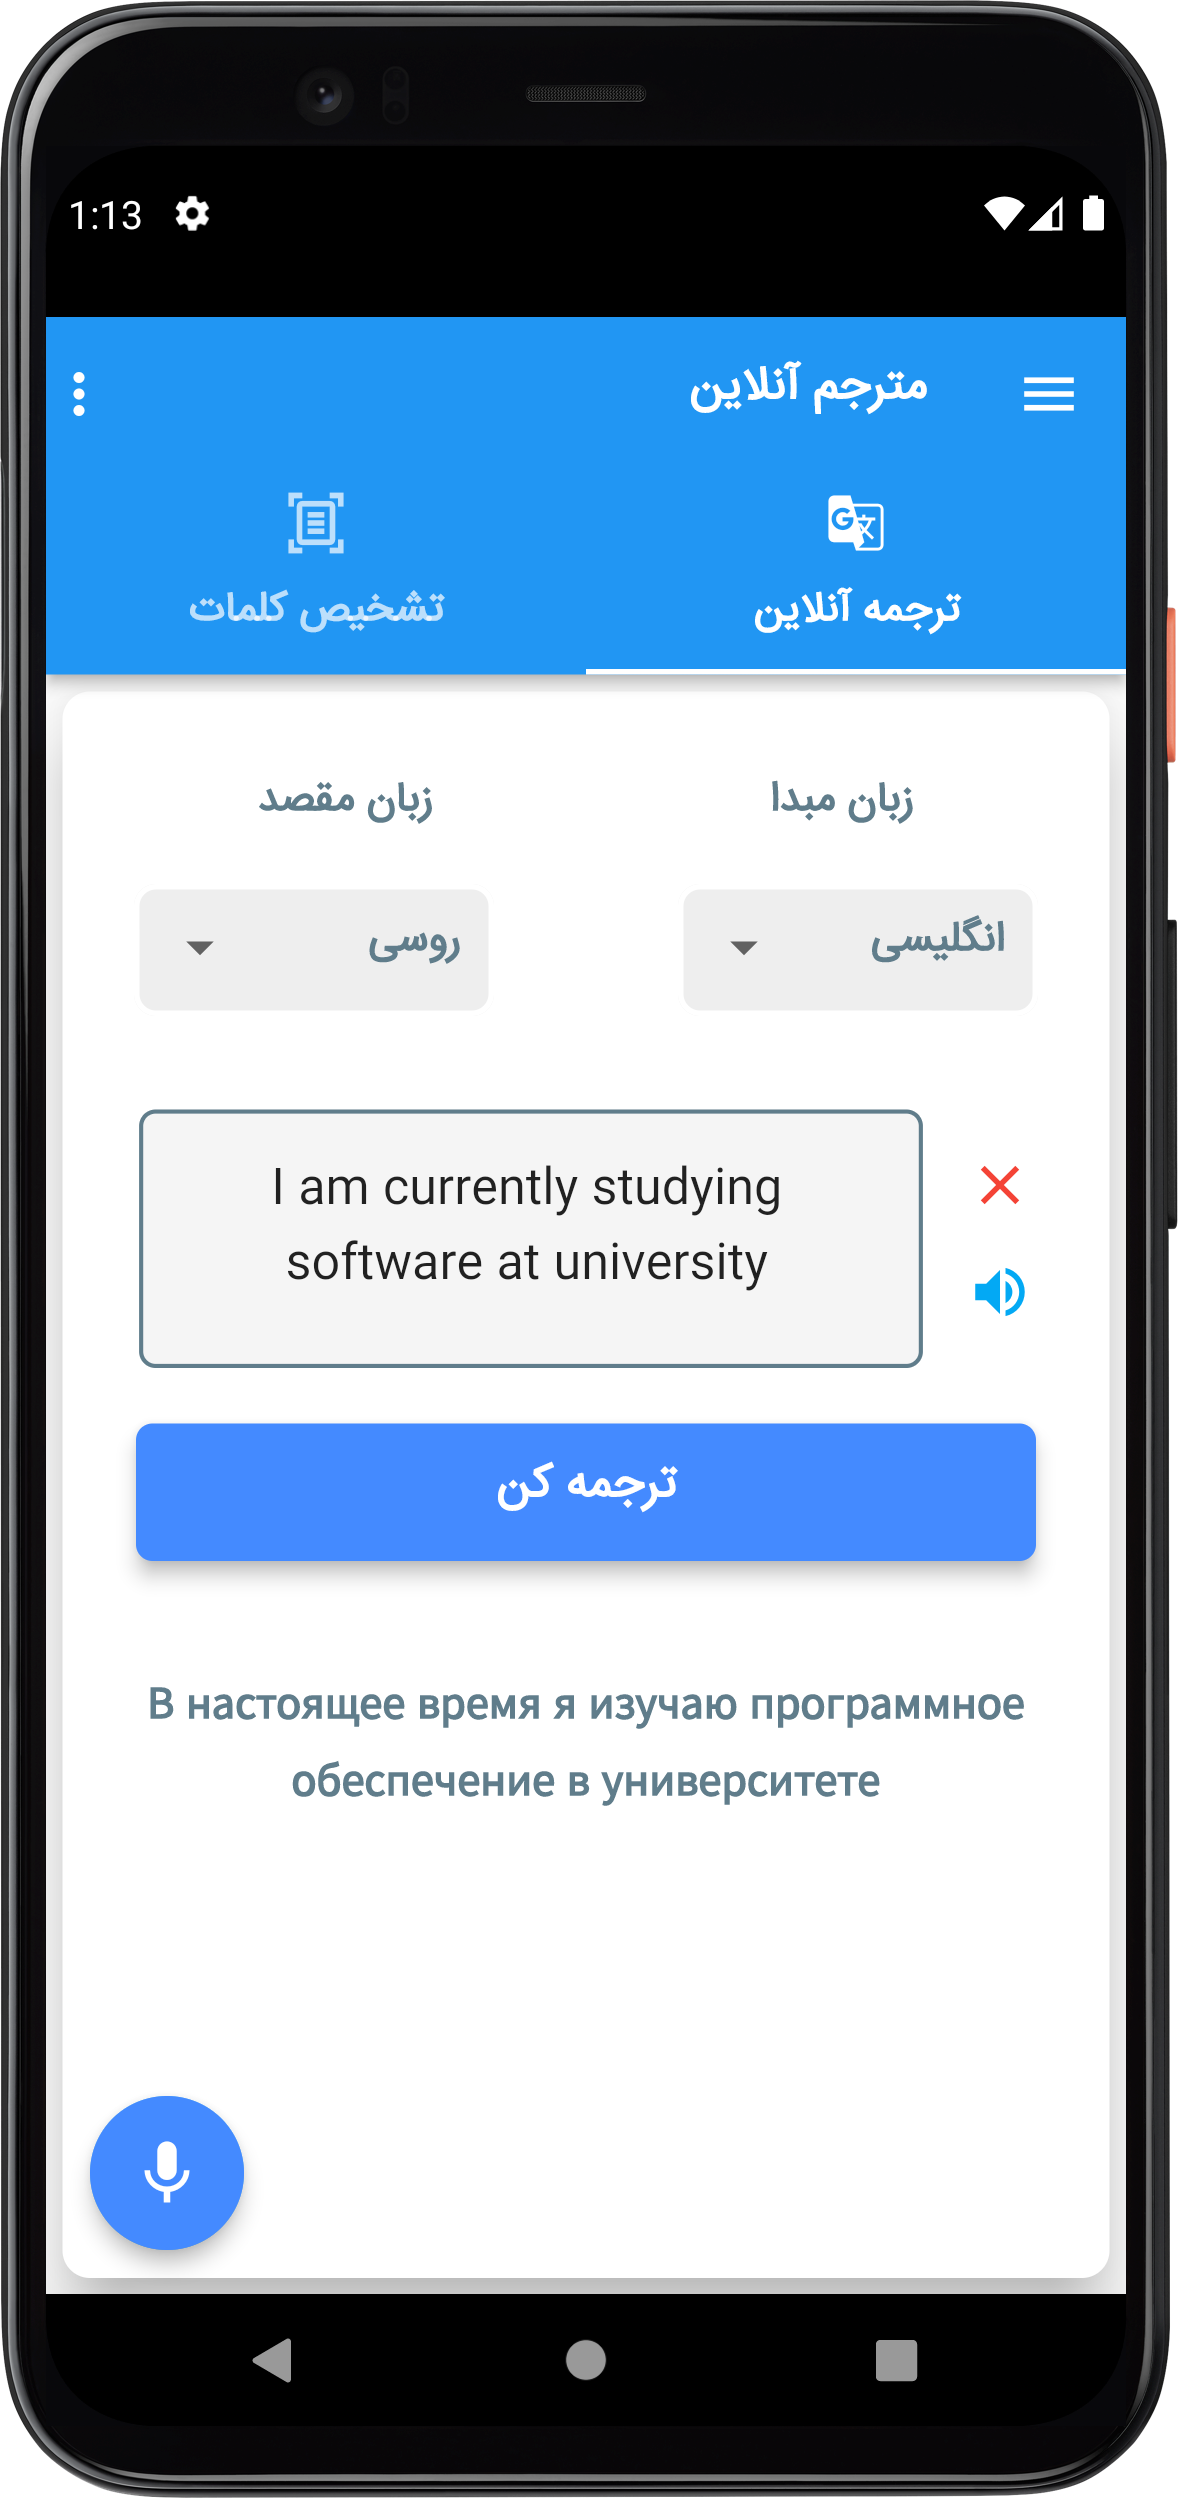 1:13
مترجم آنلاین
ترجمه آنلاین
تشخیص کلمات
زبان مبدا
زبان مقصد
انگلیسی
روسی
I am currently studying
software at university
ترجمه کن
В настоящее время я изучаю программное
обеспечение в университете